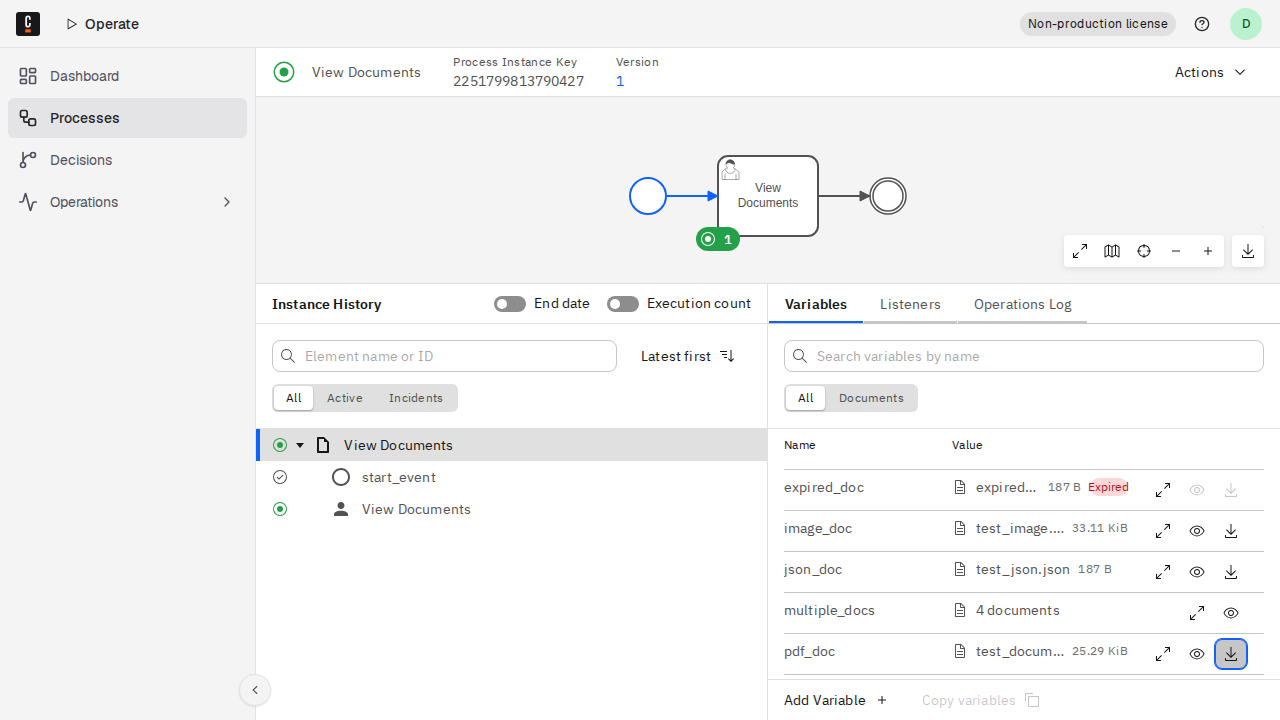 C
Operate
Non-production license
D
Dashboard
Processes
Decisions
Operations
View Documents
Process Instance Key
2251799813790427
Version
1
Actions
View
Documents
1
Instance History
End date
Execution count
Element name or ID
Latest first
All
Active
Incidents
View Documents
start_event
View Documents
Variables
Listeners
Operations Log
Search variables by name
All
Documents
Name
Value
expired_doc
expired...
187 B
Expired
image_doc
test_image....
33.11 KiB
json_doc
test_json.json
187 B
multiple_docs
4 documents
pdf_doc
test_docum...
25.29 KiB
Add Variable
Copy variables